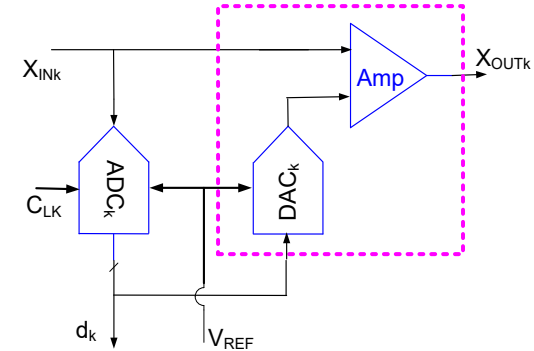 X_INk
Amp
X_OUTk
ADC_k
DAC_k
C_LK
d_k
V_REF